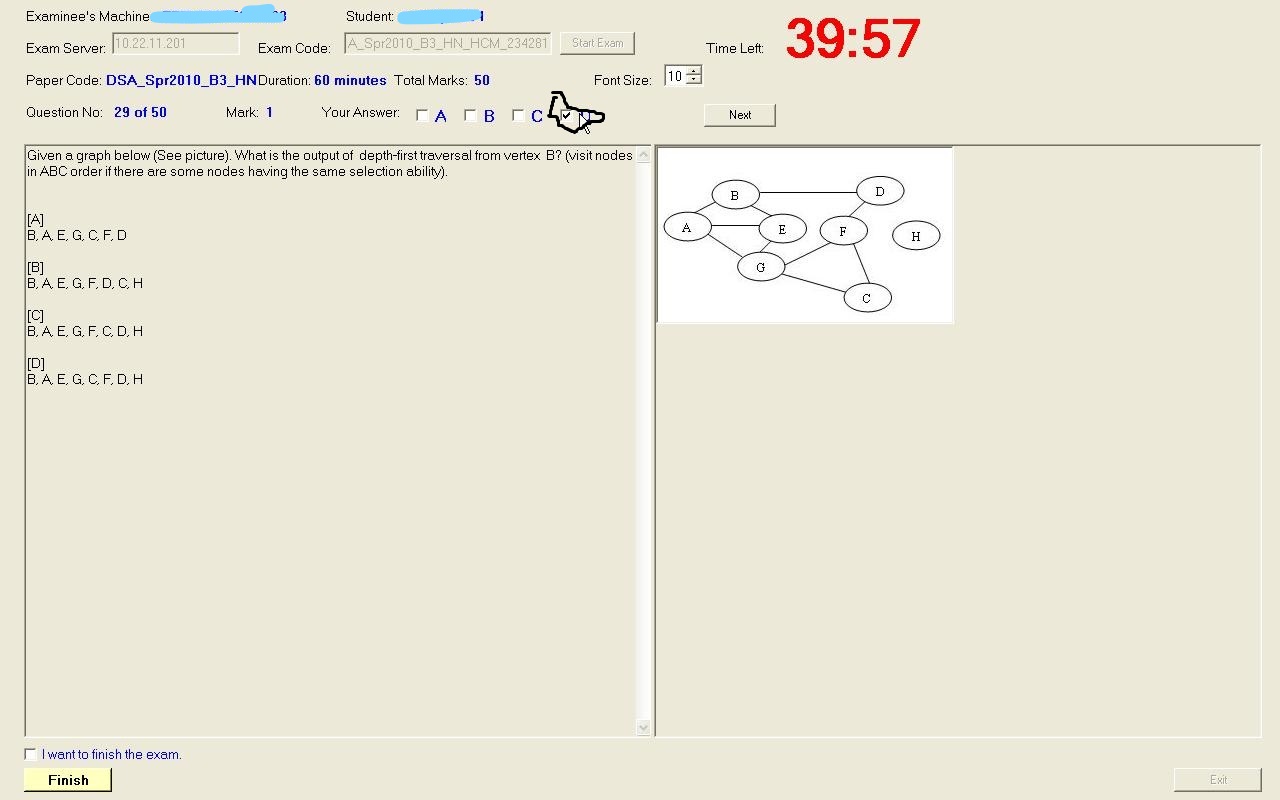 Examinee's Machine
Student:
Exam Server: 10.22.11.201 Exam Code: A_Spr2010_B3_HN_HCM_234281 Start Exam
Time Left: 39:57
Paper Code: DSA_Spr2010_B3_HN Duration: 60 minutes Total Marks: 50 Font Size: 10
Question No: 29 of 50 Mark: 1 Your Answer: A B C
Next
Given a graph below (See picture). What is the output of depth-first traversal from vertex B? (visit nodes
in ABC order if there are some nodes having the same selection ability).
[A]
B, A, E, G, C, F, D
[B]
B, A, E, G, F, D, C, H
[C]
B, A, E, G, F, C, D, H
[D]
B, A, E, G, C, F, D, H
B
D
A
E
F
H
G
C
I want to finish the exam.
Finish
Exit